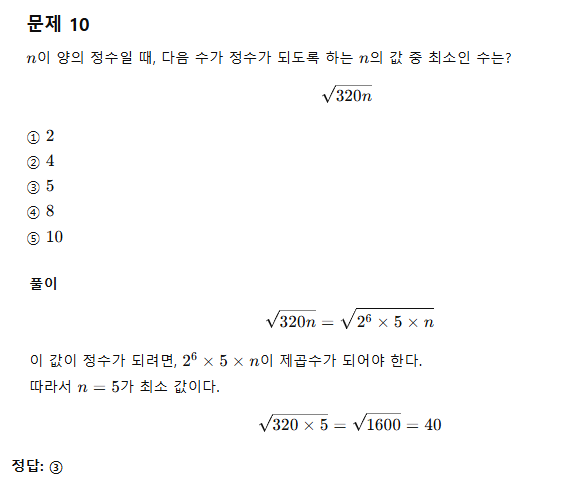 문제 10
n이 양의 정수일 때, 다음 수가 정수가 되도록 하는 n의 값 중 최소인 수는?
√320n
① 2
② 4
③ 5
④ 8
⑤ 10
풀이
√320n = √2⁶ × 5 × n
이 값이 정수가 되려면, 2⁶ × 5 × n이 제곱수가 되어야 한다.
따라서 n = 5가 최소 값이다.
√320 × 5 = √1600 = 40
정답: ③